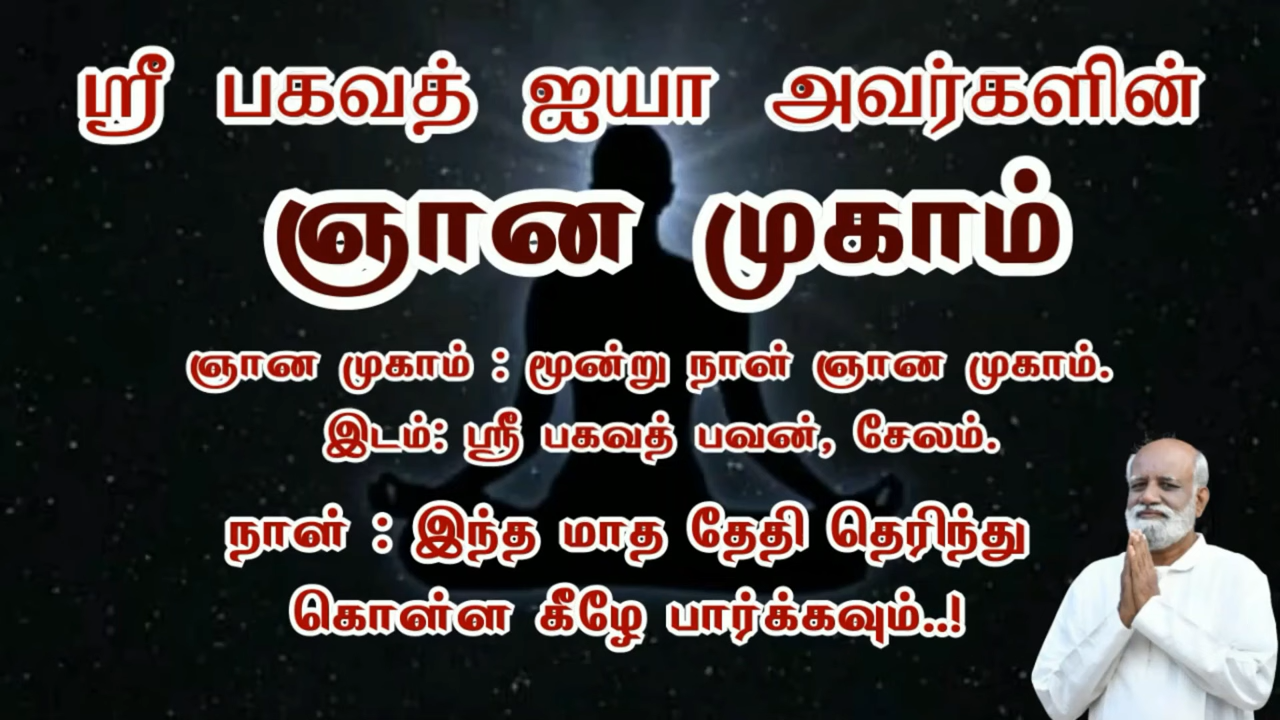 ஸ்ரீ பகவத் ஐயா அவர்களின்
ஞான முகாம்
ஞான முகாம் : மூன்று நாள் ஞான முகாம்.
இடம்: ஸ்ரீ பகவத் பவன், சேலம்.
நாள் : இந்த மாத தேதி தெரிந்து
கொள்ள கீழே பார்க்கவும்..!